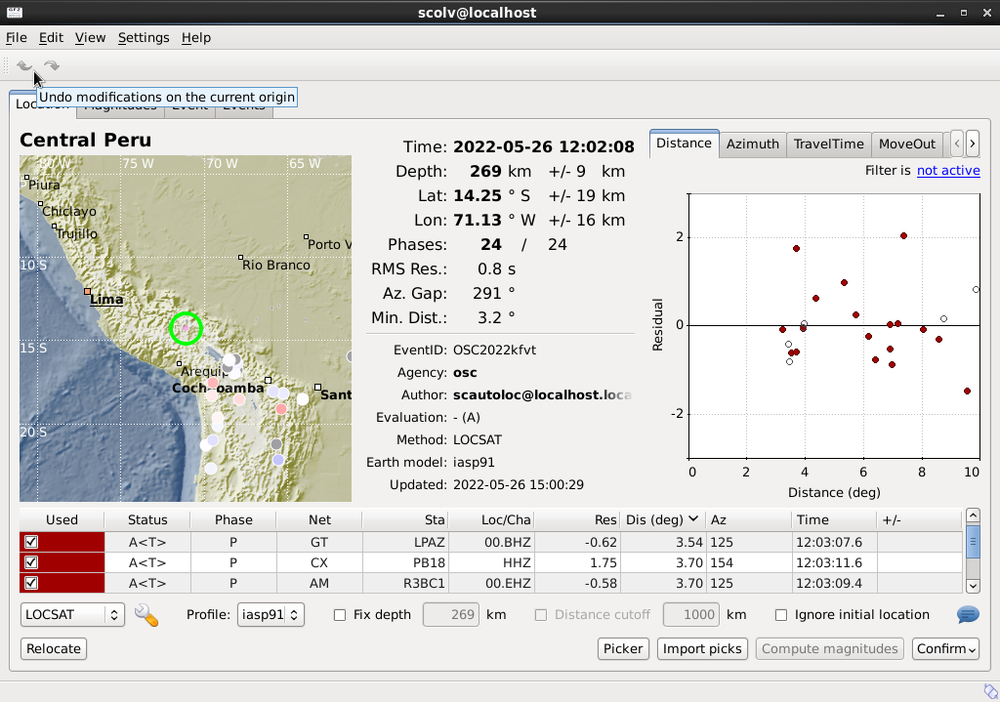 scolv@localhost
File Edit View Settings Help
Undo modifications on the current origin
Central Peru
75 W 70 W 65 W
Piura
Chiclayo
Trujillo
Porto V
Rio Branco
10 S
Lima
15 S
Cochabamba
Sant
20 S
Time: 2022-05-26 12:02:08
Depth: 269 km +/- 9 km
Lat: 14.25 ° S +/- 19 km
Lon: 71.13 ° W +/- 16 km
Phases: 24 / 24
RMS Res.: 0.8 s
Az. Gap: 291 °
Min. Dist.: 3.2 °
EventID: OSC2022kfvt
Agency: osc
Author: scautoloc@localhost.loca
Evaluation: - (A)
Method: LOCSAT
Earth model: iasp91
Updated: 2022-05-26 15:00:29
Distance Azimuth TravelTime MoveOut
Filter is not active
Residual
2
0
-2
0 2 4 6 8 10
Distance (deg)
Used Status Phase Net Sta Loc/Cha Res Dis (deg) Az Time +/-
A<T> P GT LPAZ 00.BHZ -0.62 3.54 125 12:03:07.6
A<T> P CX PB18 HHZ 1.75 3.70 154 12:03:11.6
A<T> P AM R3BC1 00.EHZ -0.58 3.70 125 12:03:09.4
LOCSAT Profile: iasp91 Fix depth 269 km Distance cutoff 1000 km Ignore initial location
Relocate Picker Import picks Compute magnitudes Confirm